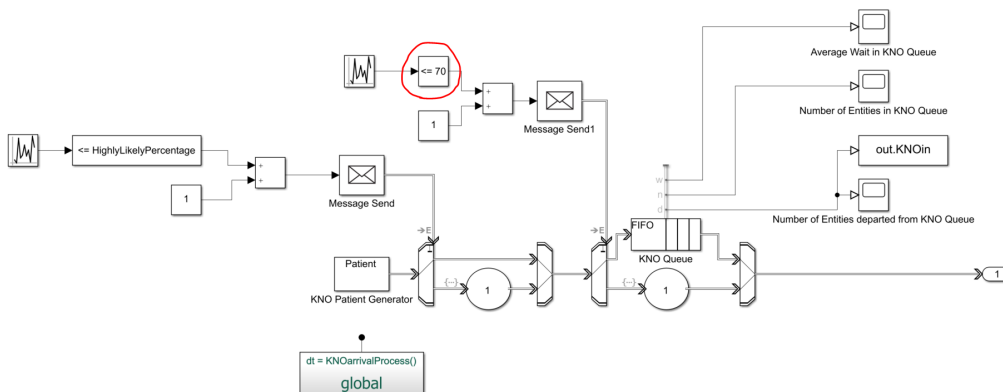 Average Wait in KNO Queue
<= 70
+
+
1
Message Send1
Number of Entities in KNO Queue
<= HighlyLikelyPercentage
+
+
1
Message Send
out.KNOin
w
n
d
Number of Entities departed from KNO Queue
E
E
1
FIFO
KNO Queue
Patient
KNO Patient Generator
{...}
1
{...}
1
1
dt = KNOarrivalProcess()
global